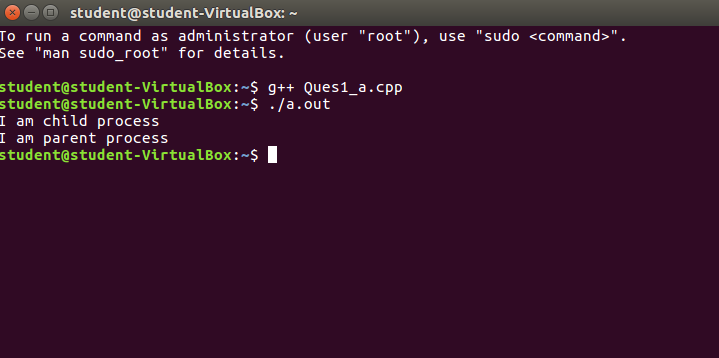 student@student-VirtualBox: ~
To run a command as administrator (user "root"), use "sudo <command>".
See "man sudo_root" for details.
student@student-VirtualBox:~$ g++ Ques1_a.cpp
student@student-VirtualBox:~$ ./a.out
I am child process
I am parent process
student@student-VirtualBox:~$